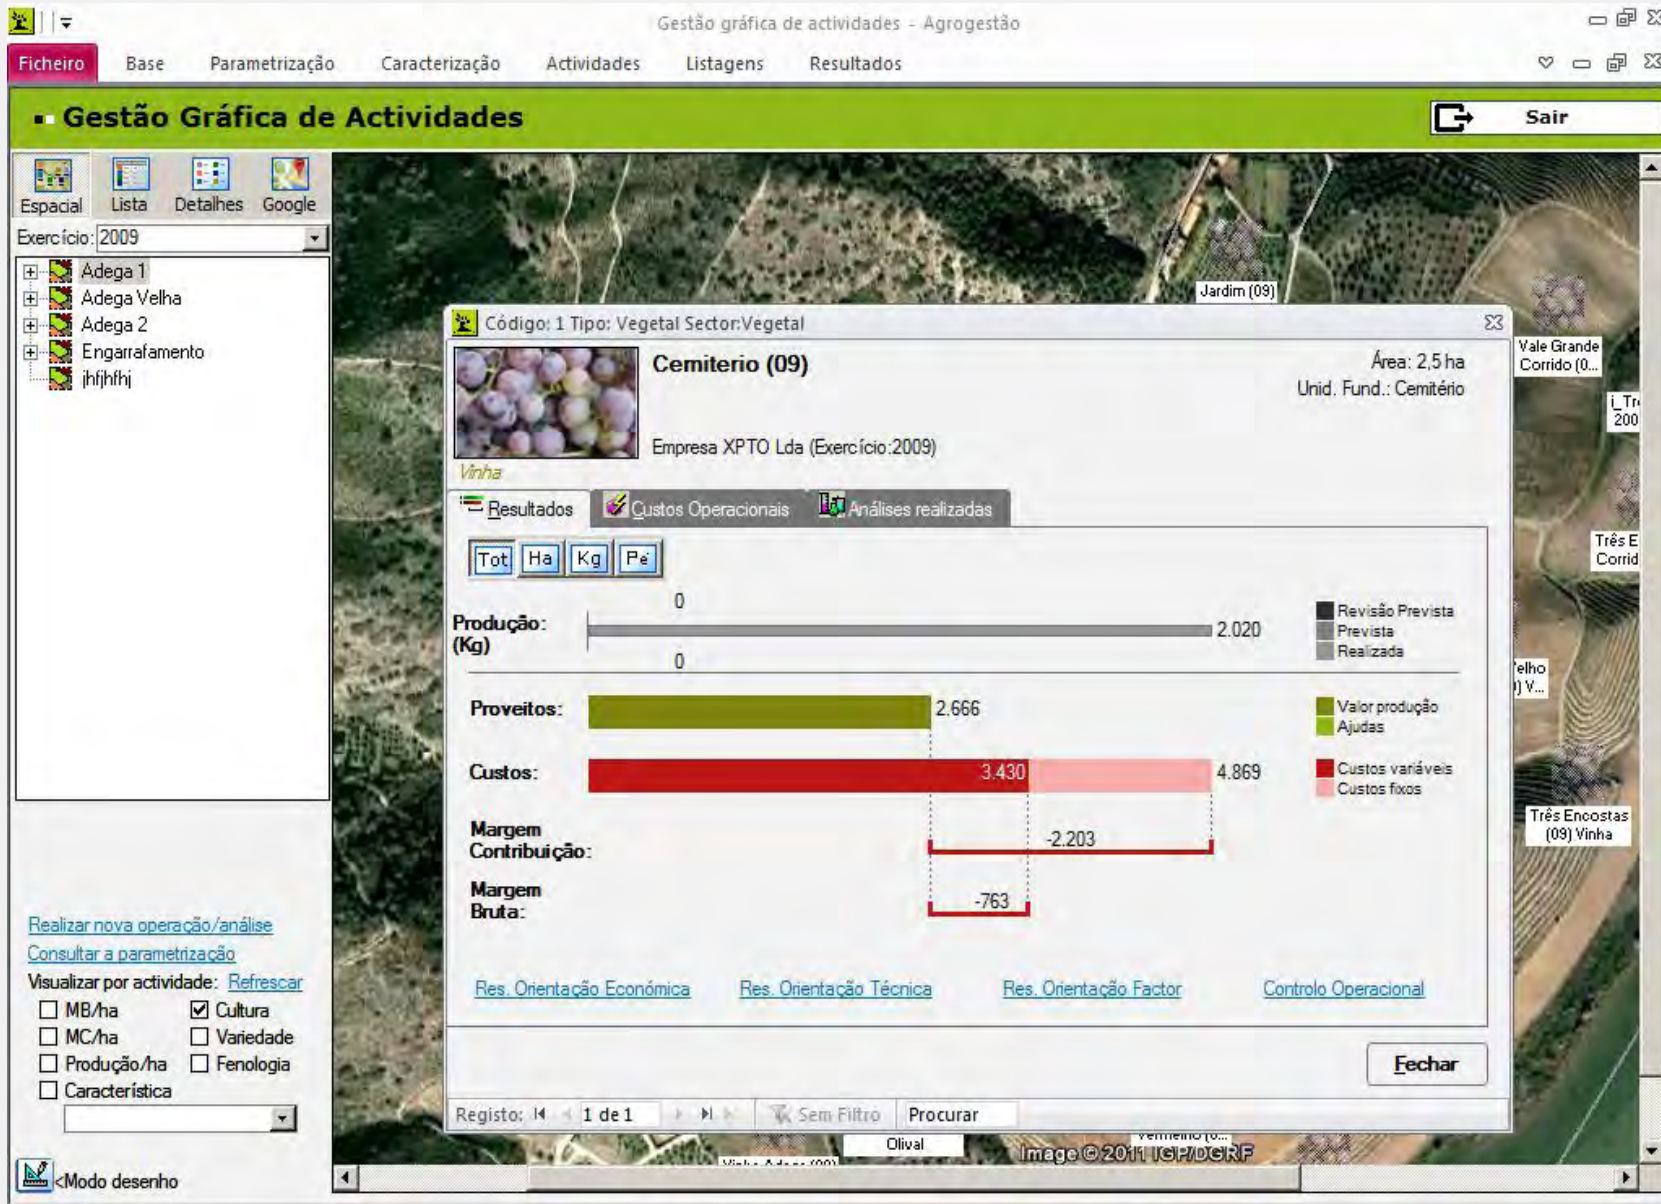 Gestão gráfica de actividades - Agrogestão
Ficheiro Base Parametrização Caracterização Actividades Listagens Resultados
Gestão Gráfica de Actividades
Sair
Espacial Lista Detalhes Google
Exercício: 2009
Adega 1
Adega Velha
Adega 2
Engarrafamento
jhfjhfhj
Realizar nova operação/análise
Consultar a parametrização
Visualizar por actividade: Refrescar
MB/ha Cultura
MC/ha Variedade
Produção/ha Fenologia
Característica
<Modo desenho
Jardim (09)
Vale Grande
Corrido (0...
i_Tr
200
Três E
Corrid
elho
) V...
Três Encostas
(09) Vinha
Código: 1 Tipo: Vegetal Sector:Vegetal
Cemiterio (09)
Área: 2,5 ha
Unid. Fund.: Cemitério
Empresa XPTO Lda (Exercício:2009)
Vinha
Resultados Custos Operacionais Análises realizadas
Tot Ha Kg Pé
0
Produção:
(Kg)
2.020
0
Revisão Prevista
Prevista
Realizada
Proveitos: 2.666
Valor produção
Ajudas
Custos: 3.430 4.869
Custos variáveis
Custos fixos
Margem
Contribuição:
-2.203
Margem
Bruta:
-763
Res. Orientação Económica Res. Orientação Técnica Res. Orientação Factor Controlo Operacional
Fechar
Registo: 1 de 1 Sem Filtro Procurar
Olival
Image © 2011 IGP/DGRF